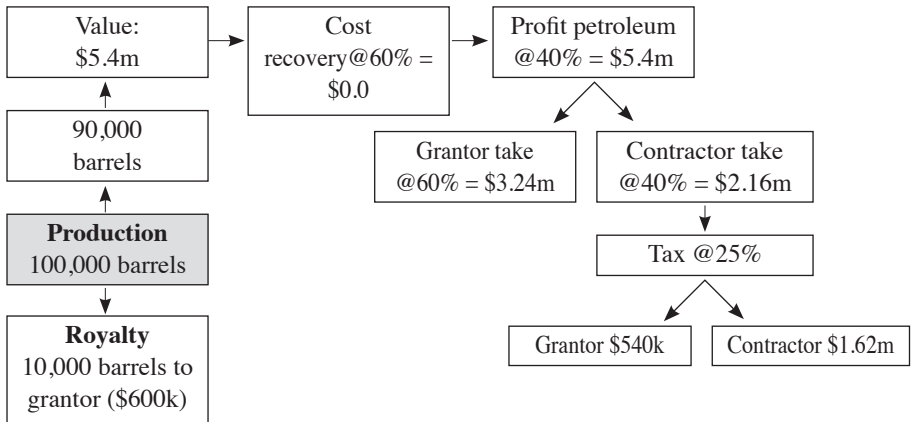 Value:
$5.4m
Cost
recovery@60% =
$0.0
Profit petroleum
@40% = $5.4m
90,000
barrels
Grantor take
@60% = $3.24m
Contractor take
@40% = $2.16m
Production
100,000 barrels
Tax @25%
Royalty
10,000 barrels to
grantor ($600k)
Grantor $540k
Contractor $1.62m